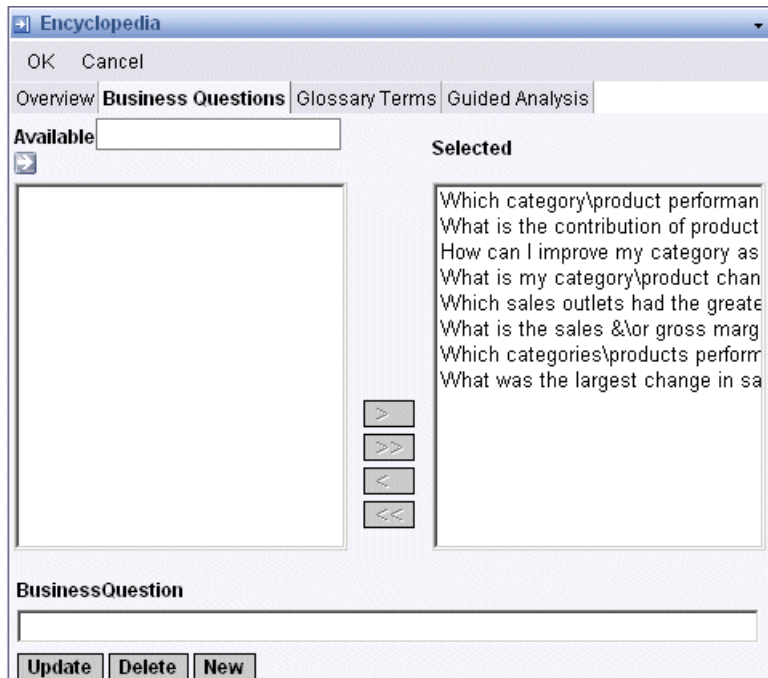 Encyclopedia
OK Cancel
Overview Business Questions Glossary Terms Guided Analysis
Available
Selected
Which category\product performan
What is the contribution of product
How can I improve my category as
What is my category\product chan
Which sales outlets had the greate
What is the sales &\or gross marg
Which categories\products perform
What was the largest change in sa
>
>>
<
<<
BusinessQuestion
Update Delete New